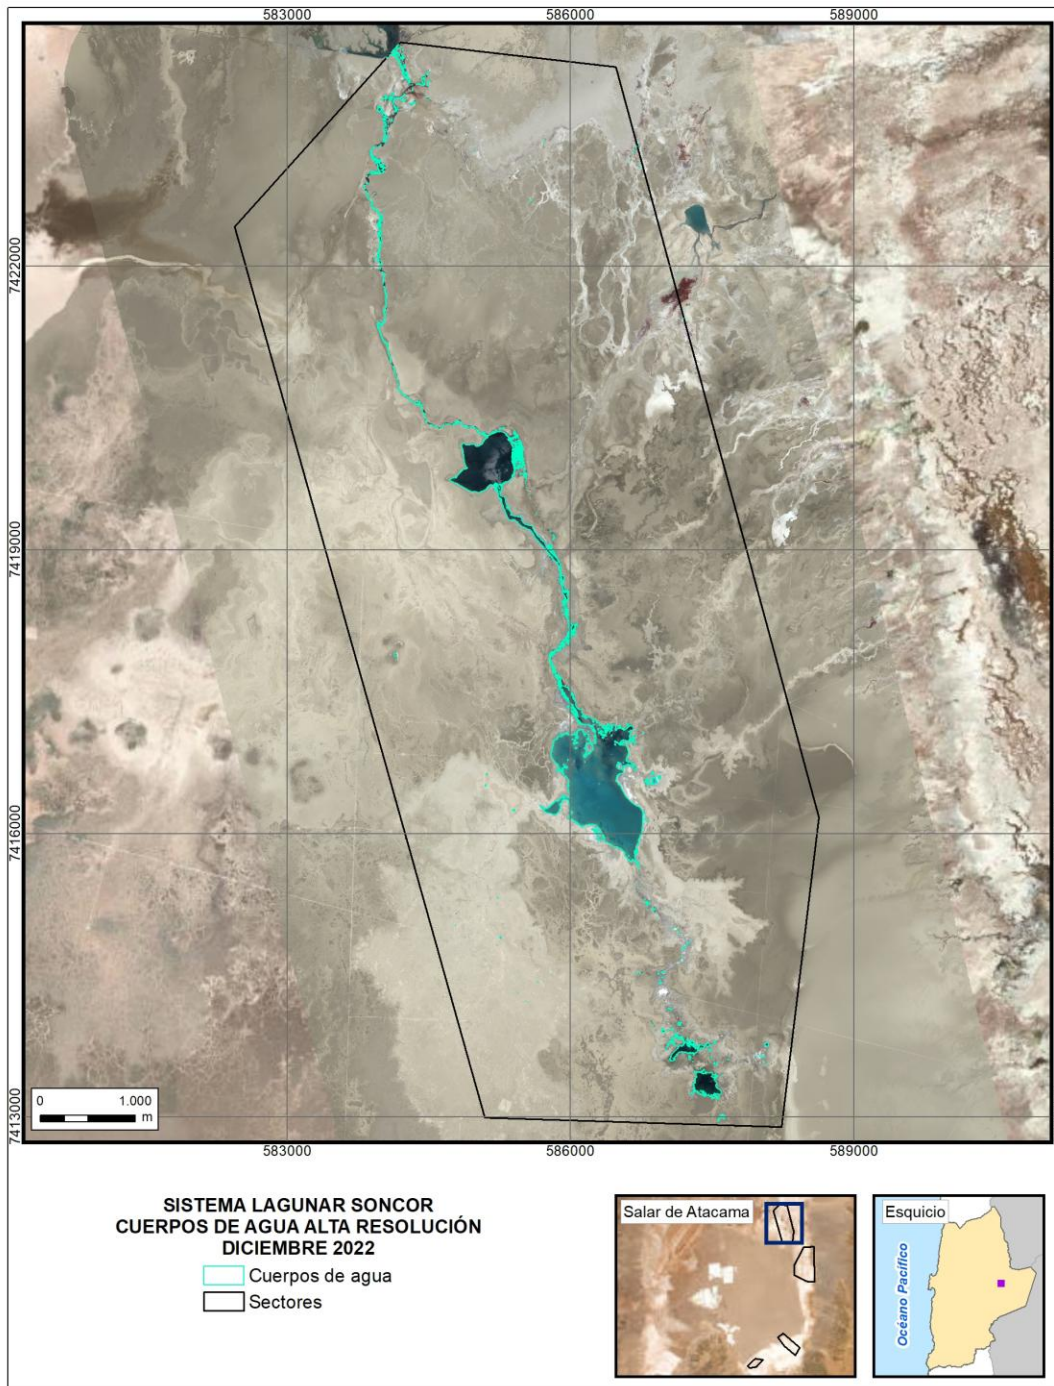 583000 586000 589000
7422000
7419000
7416000
7413000
0 1.000
m
583000 586000 589000
SISTEMA LAGUNAR SONCOR
CUERPOS DE AGUA ALTA RESOLUCIÓN
DICIEMBRE 2022
Cuerpos de agua
Sectores
Salar de Atacama
Esquicio
Océano Pacífico